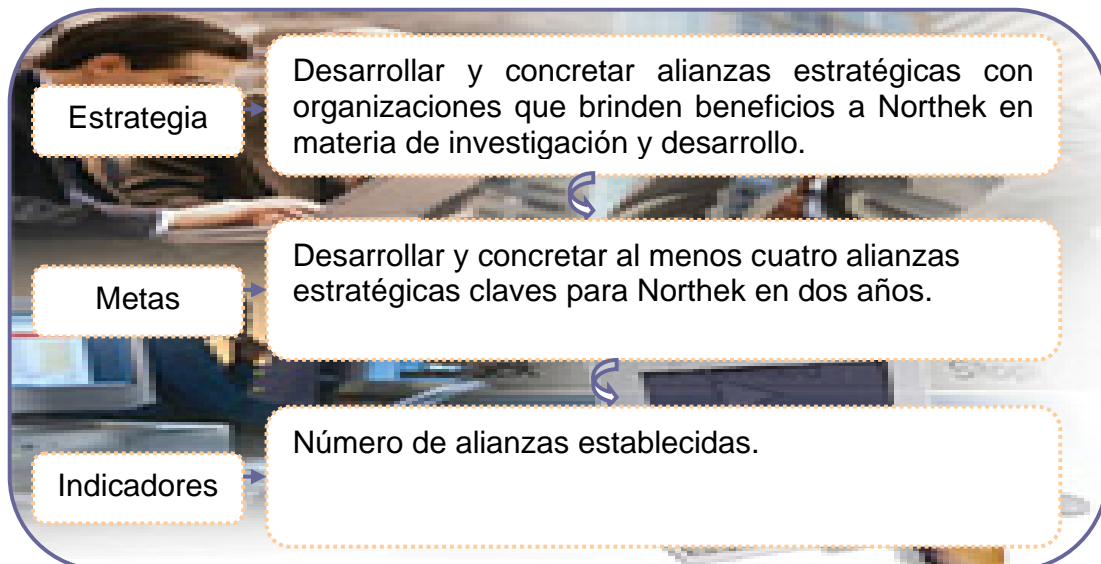 Estrategia
Desarrollar y concretar alianzas estratégicas con
organizaciones que brinden beneficios a Northek en
materia de investigación y desarrollo.
Metas
Desarrollar y concretar al menos cuatro alianzas
estratégicas claves para Northek en dos años.
Indicadores
Número de alianzas establecidas.